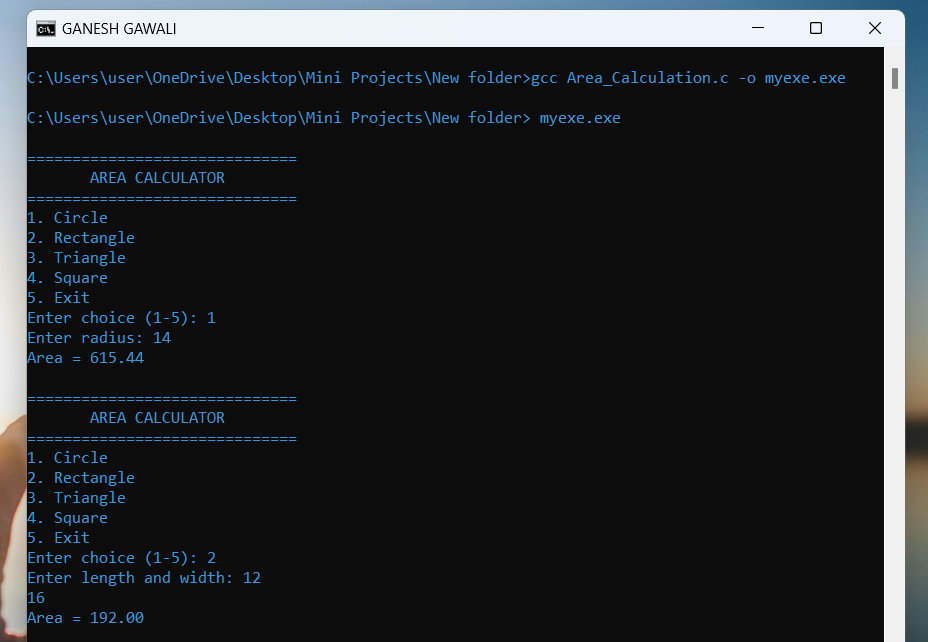 GANESH GAWALI
C:\Users\user\OneDrive\Desktop\Mini Projects\New folder>gcc Area_Calculation.c -o myexe.exe
C:\Users\user\OneDrive\Desktop\Mini Projects\New folder> myexe.exe
==============================
AREA CALCULATOR
==============================
1. Circle
2. Rectangle
3. Triangle
4. Square
5. Exit
Enter choice (1-5): 1
Enter radius: 14
Area = 615.44
==============================
AREA CALCULATOR
==============================
1. Circle
2. Rectangle
3. Triangle
4. Square
5. Exit
Enter choice (1-5): 2
Enter length and width: 12
16
Area = 192.00